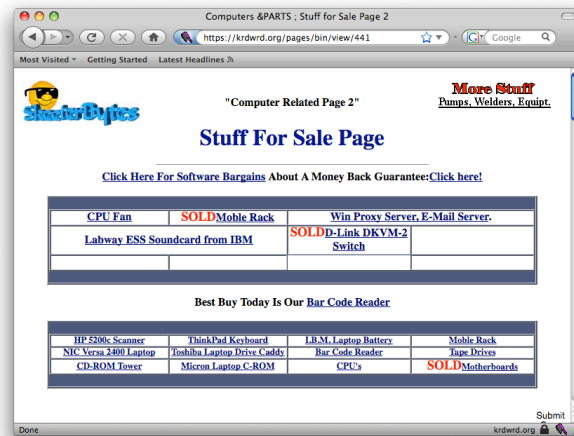 Computers &PARTS ; Stuff for Sale Page 2
https://krdwrd.org/pages/bin/view/441
Google
Most Visited Getting Started Latest Headlines
SkeeterBytes
"Computer Related Page 2"
More Stuff
Pumps, Welders, Equipt.
Stuff For Sale Page
Click Here For Software Bargains About A Money Back Guarantee:Click here!
CPU Fan SOLDMoble Rack Win Proxy Server, E-Mail Server.
Labway ESS Soundcard from IBM SOLDD-Link DKVM-2
Switch
Best Buy Today Is Our Bar Code Reader
HP 5200c Scanner ThinkPad Keyboard I.B.M. Laptop Battery Moble Rack
NIC Versa 2400 Laptop Toshiba Laptop Drive Caddy Bar Code Reader Tape Drives
CD-ROM Tower Micron Laptop C-ROM CPU's SOLDMotherboards
Submit
Done krdwrd.org